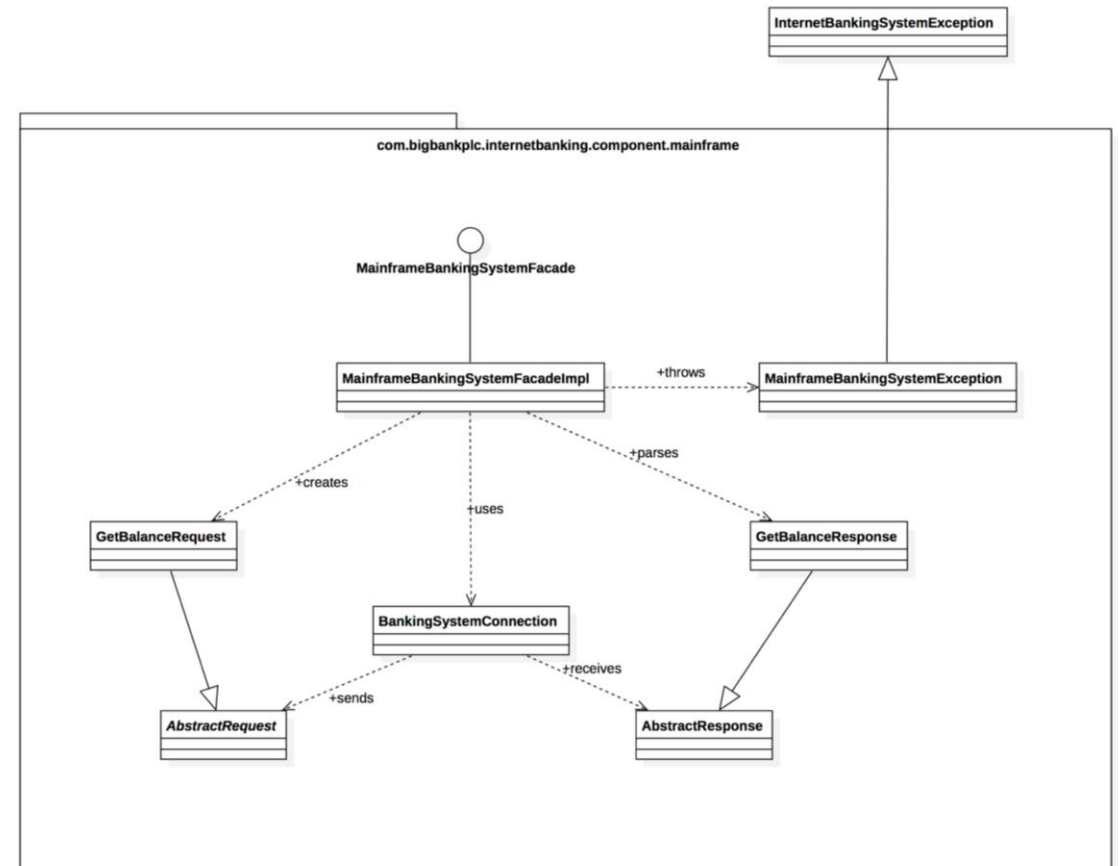 InternetBankingSystemException
com.bigbankplc.internetbanking.component.mainframe
MainframeBankingSystemFacade
MainframeBankingSystemFacadeImpl
+throws
MainframeBankingSystemException
+creates
+uses
+parses
GetBalanceRequest
GetBalanceResponse
BankingSystemConnection
+sends
+receives
AbstractRequest
AbstractResponse